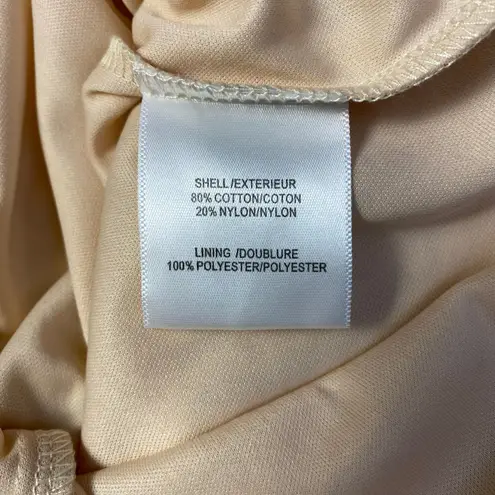 SHELL/EXTERIEUR
80% COTTON/COTON
20% NYLON/NYLON
LINING /DOUBLURE
100% POLYESTER/POLYESTER